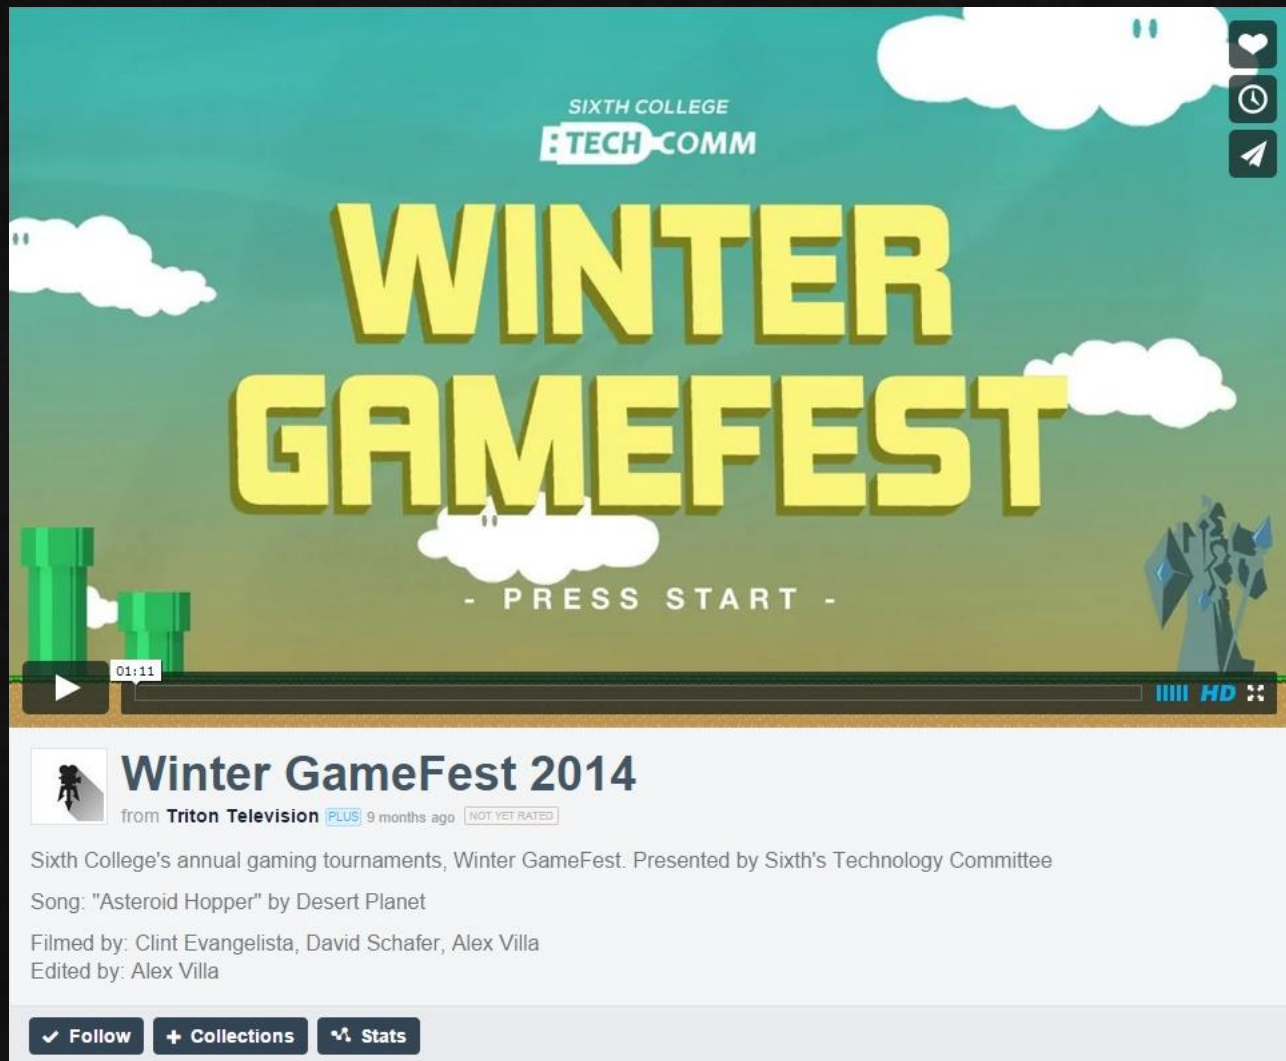 SIXTH COLLEGE
:TECH COMM
WINTER
GAMEFEST
- PRESS START -
01:11
HD
Winter GameFest 2014
from Triton Television PLUS 9 months ago NOT YET RATED
Sixth College's annual gaming tournaments, Winter GameFest. Presented by Sixth's Technology Committee
Song: "Asteroid Hopper" by Desert Planet
Filmed by: Clint Evangelista, David Schafer, Alex Villa
Edited by: Alex Villa
Follow + Collections Stats